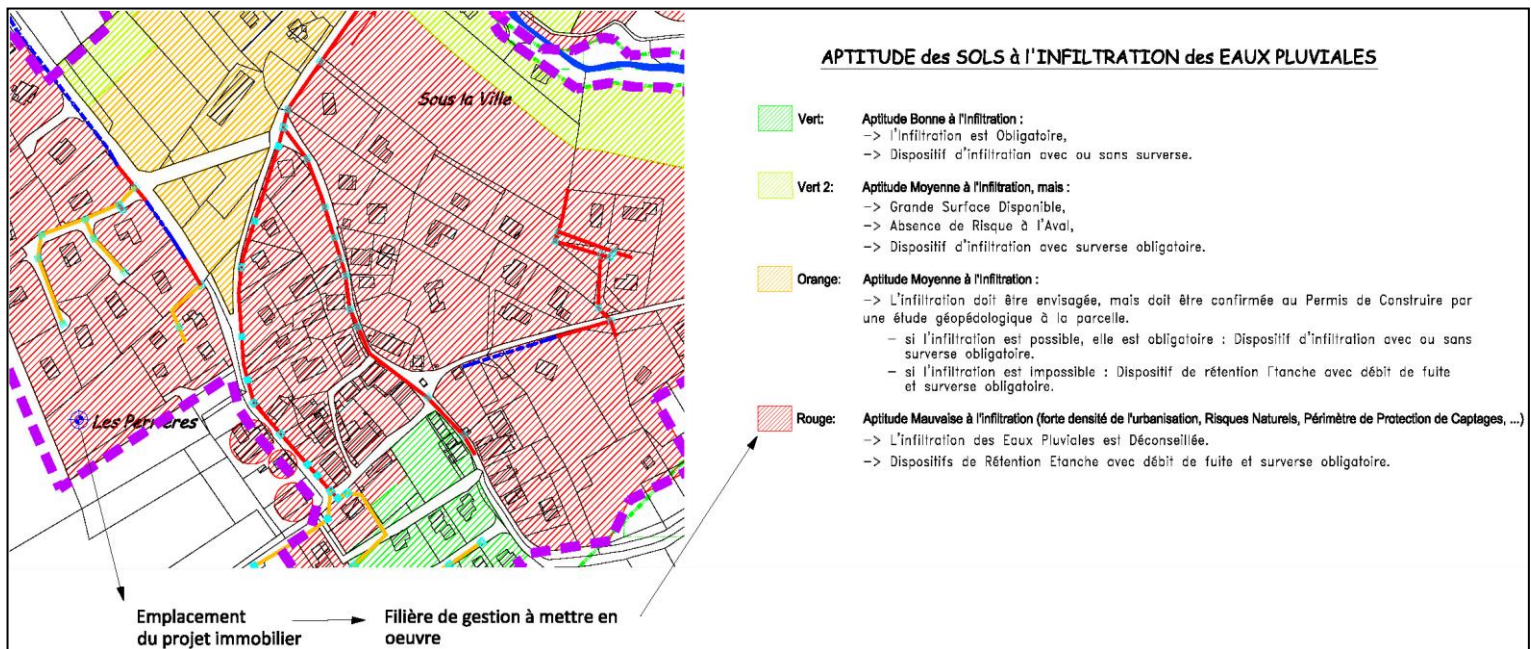 Sous la Ville
Les Perrières
APTITUDE des SOLS à l'INFILTRATION des EAUX PLUVIALES
Vert: Aptitude Bonne à l'Infiltration :
-> l'Infiltration est Obligatoire,
-> Dispositif d'infiltration avec ou sans surverse.
Vert 2: Aptitude Moyenne à l'Infiltration, mais :
-> Grande Surface Disponible,
-> Absence de Risque à l'Aval,
-> Dispositif d'infiltration avec surverse obligatoire.
Orange: Aptitude Moyenne à l'Infiltration :
-> L'infiltration doit être envisagée, mais doit être confirmée au Permis de Construire par
une étude géopédologique à la parcelle.
- si l'infiltration est possible, elle est obligatoire : Dispositif d'infiltration avec ou sans
surverse obligatoire.
- si l'infiltration est impossible : Dispositif de rétention Etanche avec débit de fuite
et surverse obligatoire.
Rouge: Aptitude Mauvaise à l'infiltration (forte densité de l'urbanisation, Risques Naturels, Périmètre de Protection de Captages, ...)
-> L'infiltration des Eaux Pluviales est Déconseillée.
-> Dispositifs de Rétention Etanche avec débit de fuite et surverse obligatoire.
Emplacement
du projet immobilier
Filière de gestion à mettre en
oeuvre